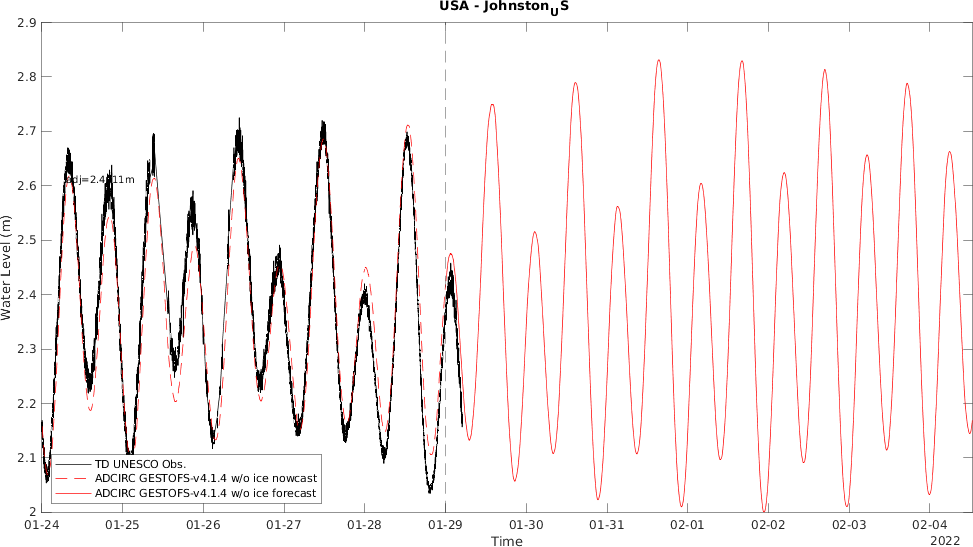 USA - Johnston_US
2.9
2.8
2.7
2.6
2.5
2.4
2.3
2.2
2.1
2
Water Level (m)
TD UNESCO Obs.
ADCIRC GESTOFS-v4.1.4 w/o ice nowcast
ADCIRC GESTOFS-v4.1.4 w/o ice forecast
01-24 01-25 01-26 01-27 01-28 01-29 01-30 01-31 02-01 02-02 02-03 02-04
Time
2022